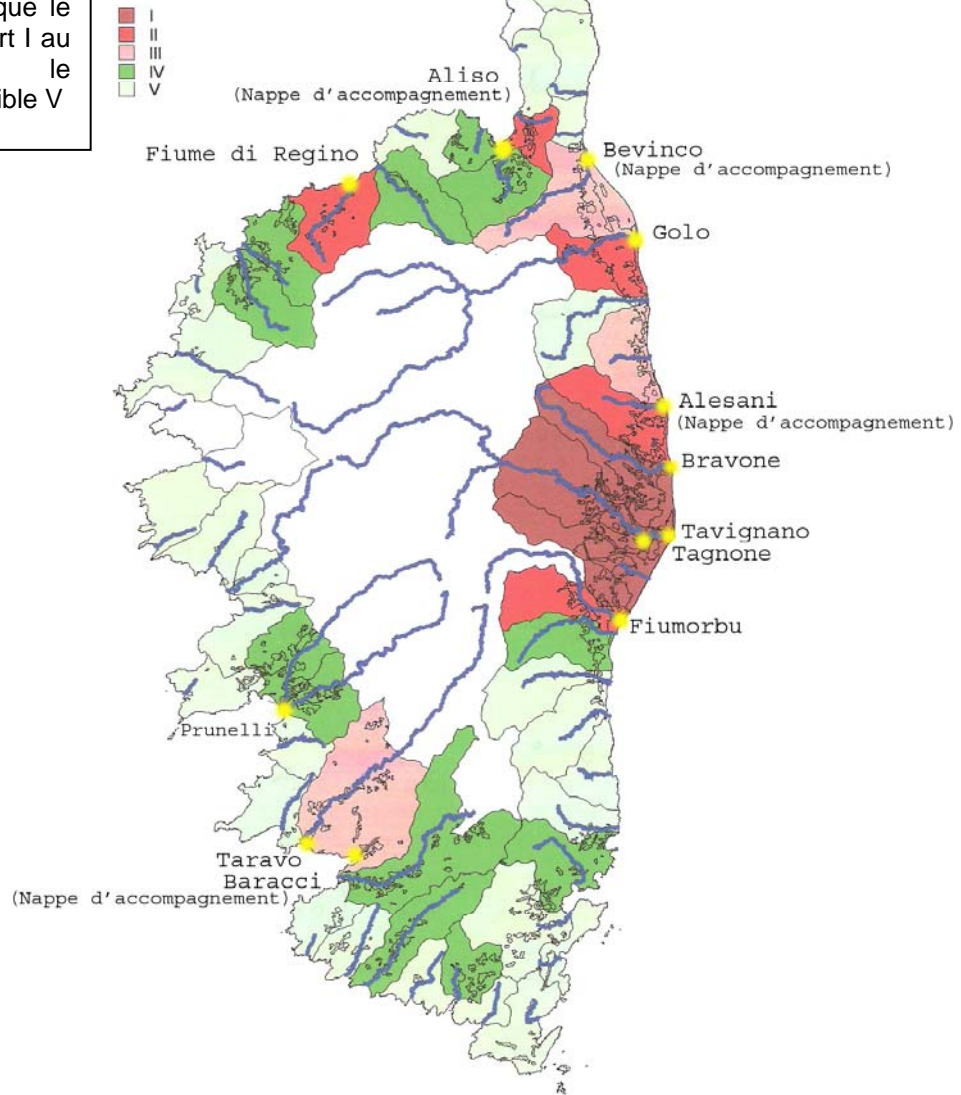 que le
rt I au
le
ible V
I
II
III
IV
V
Aliso
(Nappe d'accompagnement)
Fiume di Regino
Bevinco
(Nappe d'accompagnement)
Golo
Alesani
(Nappe d'accompagnement)
Bravone
Tavignano
Tagnone
Fiumorbu
Prunelli
Taravo
Baracci
(Nappe d'accompagnement)